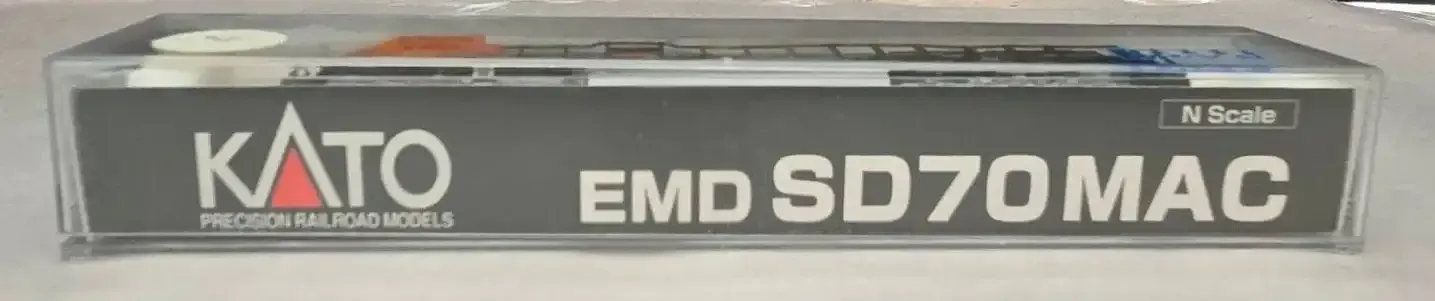 KATO
PRECISION RAILROAD MODELS
N Scale
EMD SD70MAC